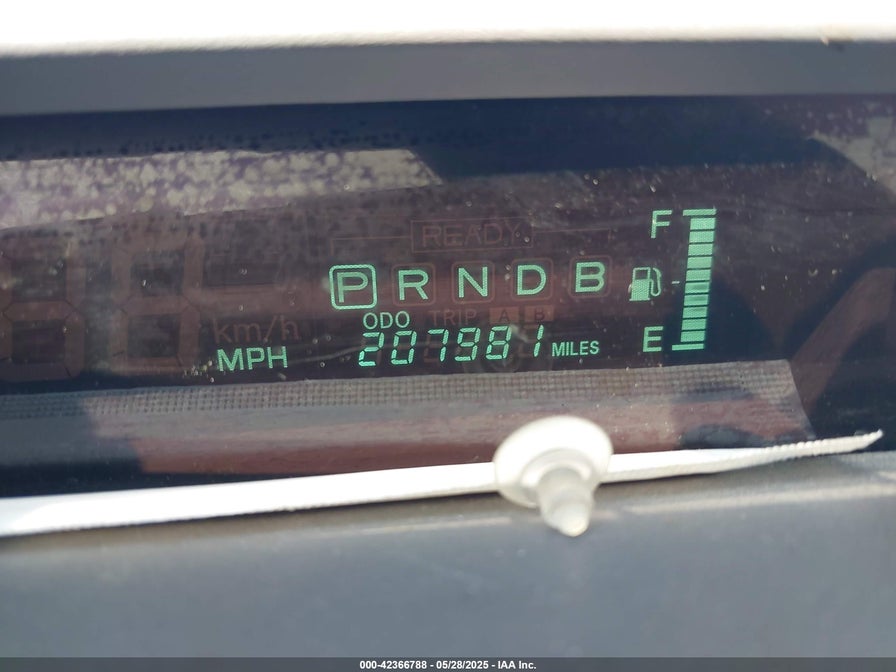 READY
F
P R N D B
km/h
TRIP A B
ODO
MPH
207981 MILES
E
000-42366788 - 05/28/2025 - IAA Inc.